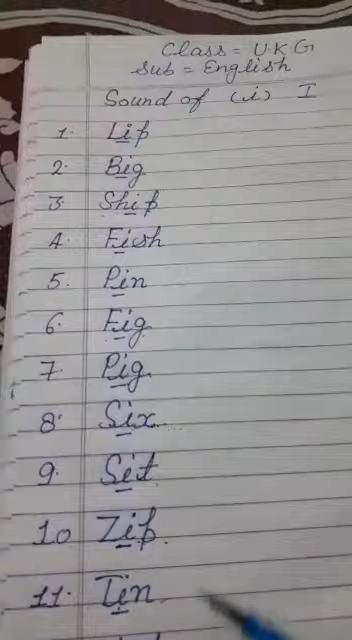 Class = U.K.G
Sub = English
Sound of (i) I
1. Lip
2. Big
3. Ship
4. Fish
5. Pin
6. Fig
7. Pig
8. Six
9. Sit
10 Zip.
11. Tin